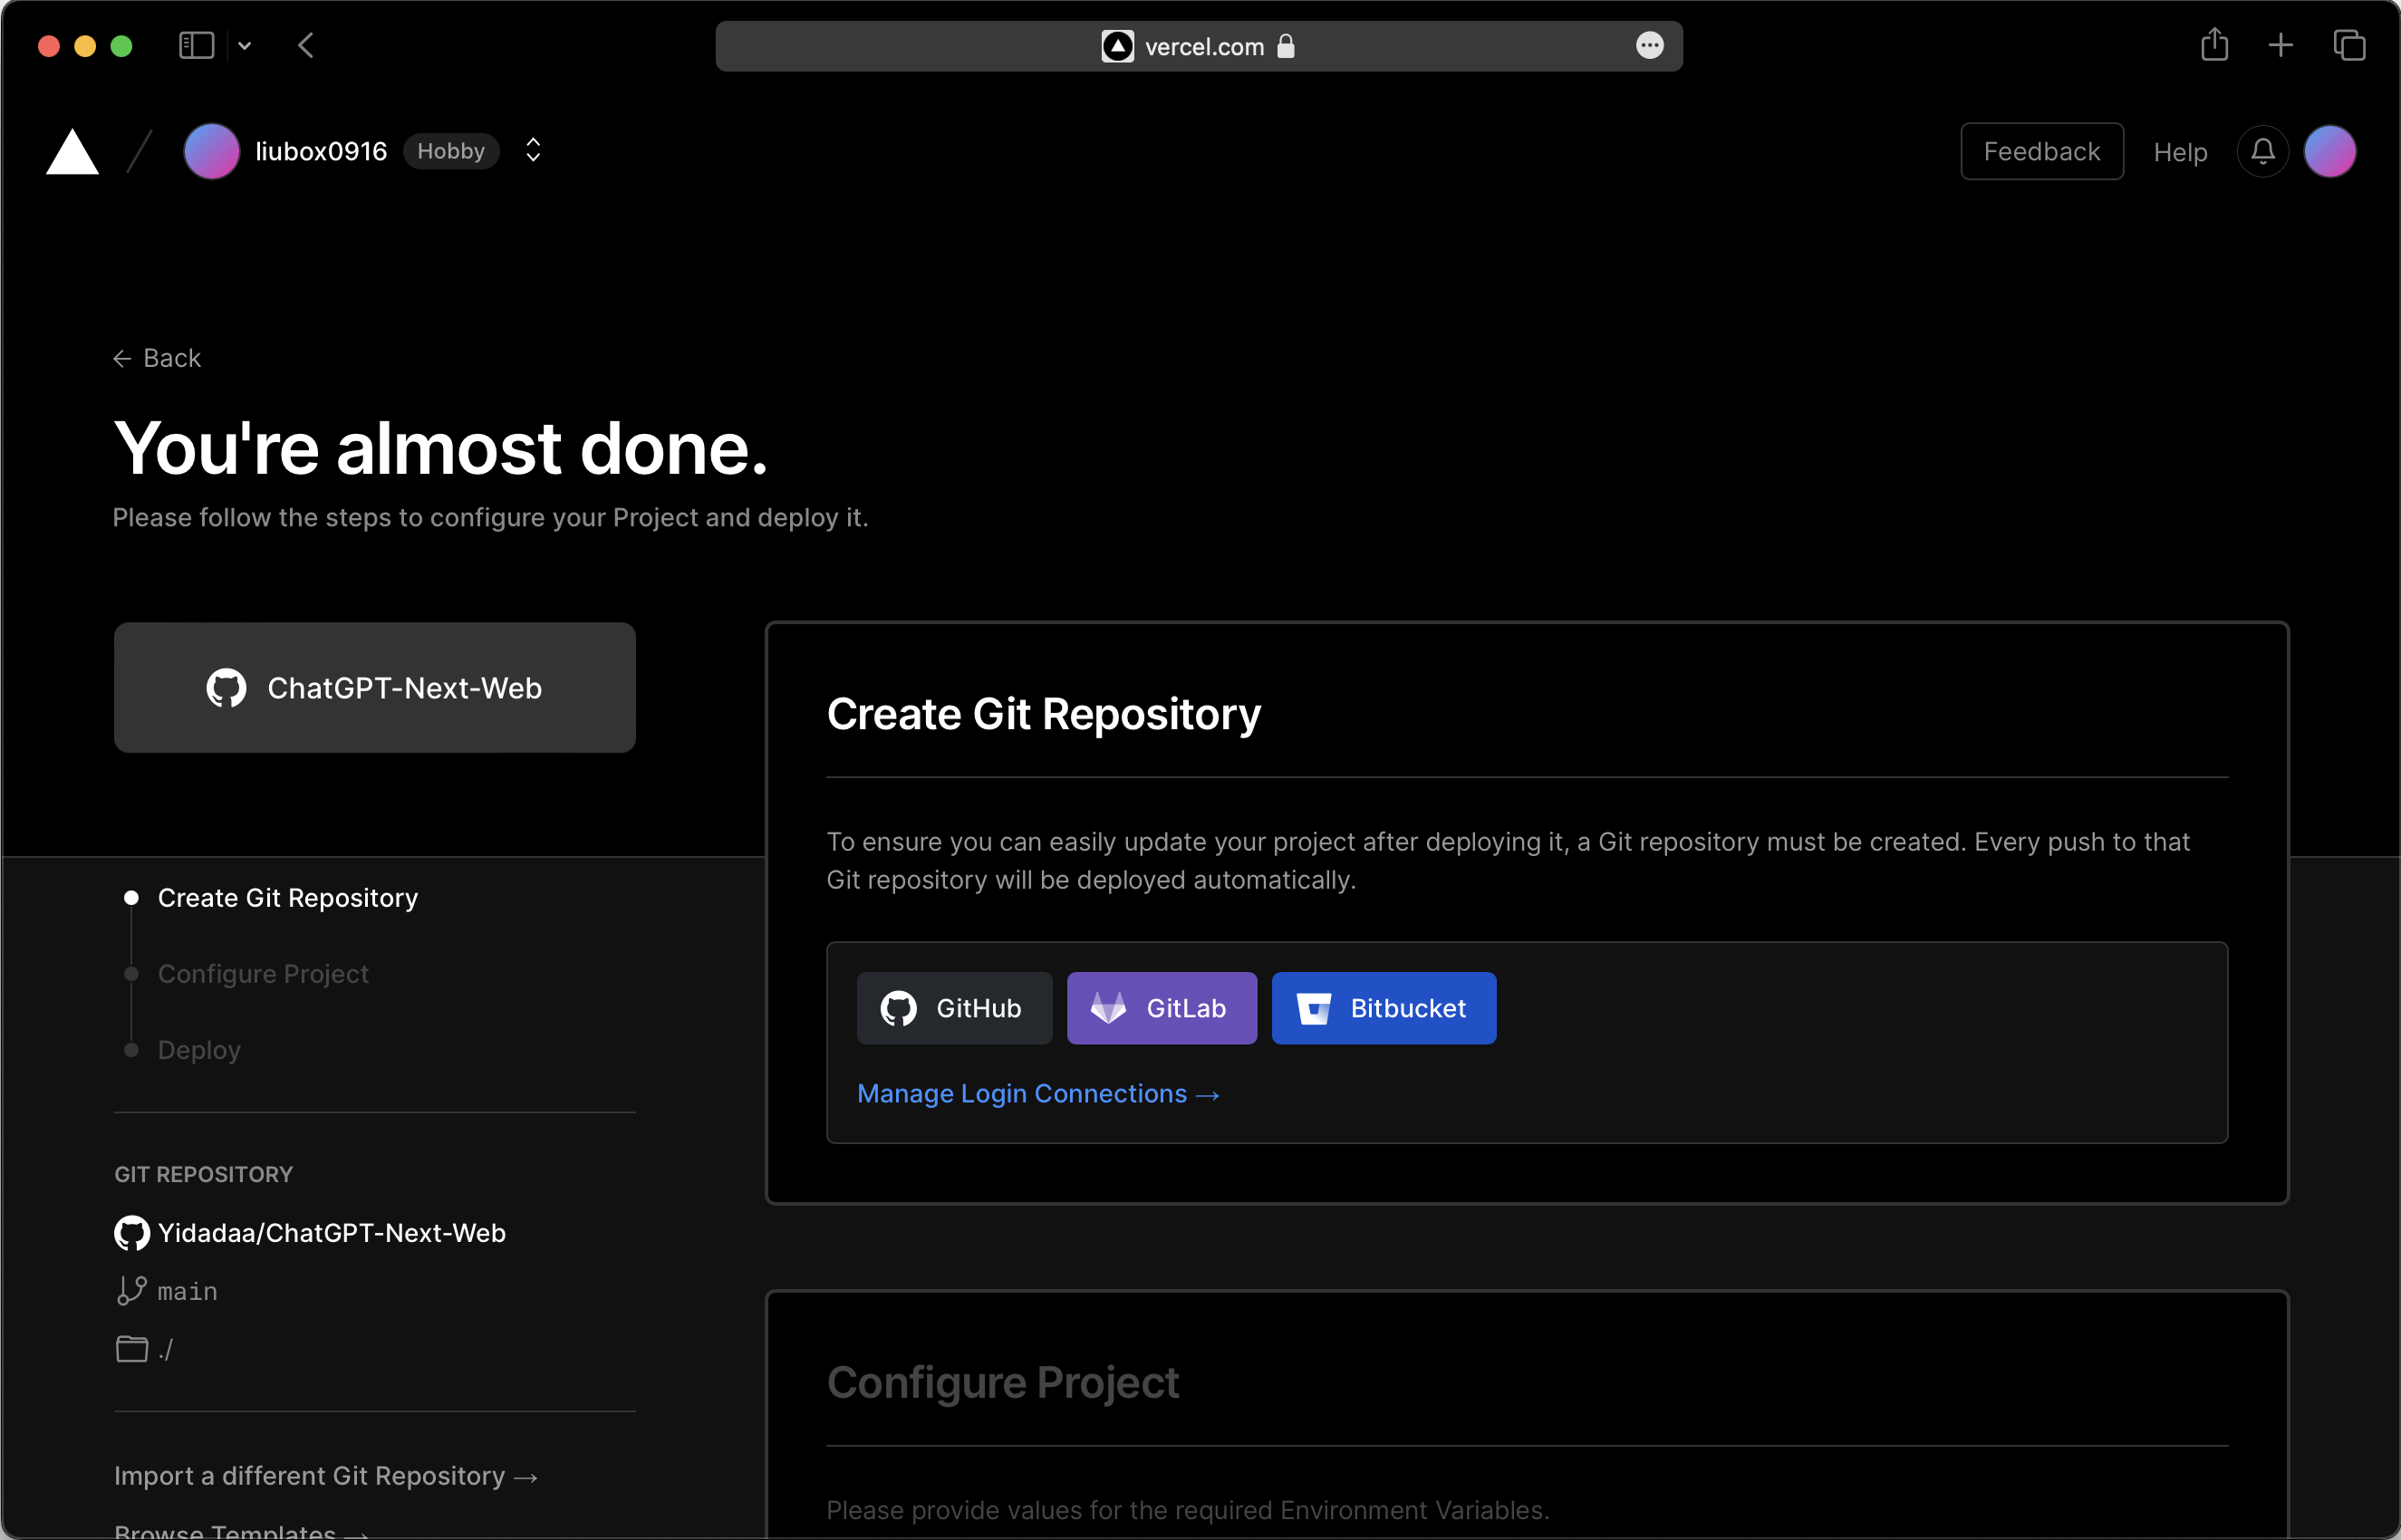 vercel.com
liubox0916 Hobby
Feedback Help
← Back
You're almost done.
Please follow the steps to configure your Project and deploy it.
ChatGPT-Next-Web
Create Git Repository
Configure Project
Deploy
GIT REPOSITORY
Yidadaa/ChatGPT-Next-Web
main
./
Import a different Git Repository →
Browse Templates →
Create Git Repository
To ensure you can easily update your project after deploying it, a Git repository must be created. Every push to that
Git repository will be deployed automatically.
GitHub GitLab Bitbucket
Manage Login Connections →
Configure Project
Please provide values for the required Environment Variables.